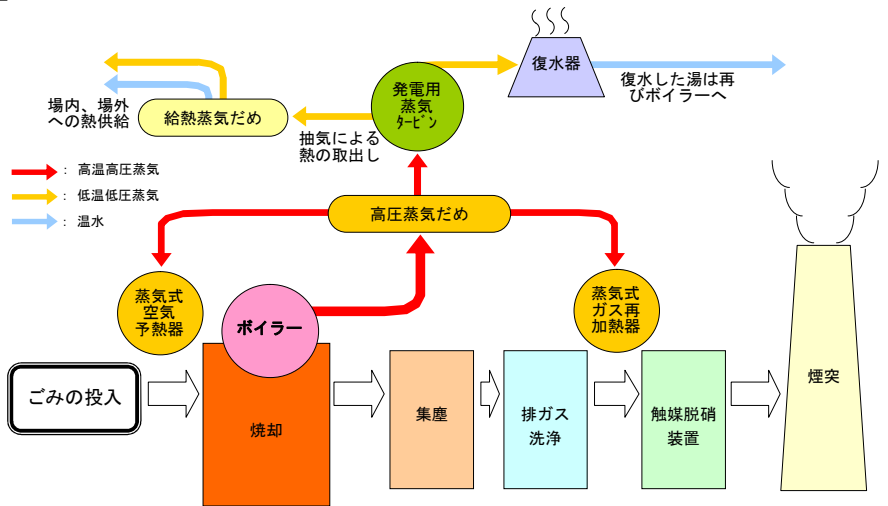 復水器
復水した湯は再
びボイラーへ
発電用
蒸気
タービン
場内、場外
への熱供給
給熱蒸気だめ
抽気による
熱の取出し
：高温高圧蒸気
：低温低圧蒸気
：温水
高圧蒸気だめ
蒸気式
空気
予熱器
ボイラー
蒸気式
ガス再
加熱器
ごみの投入
焼却
集塵
排ガス
洗浄
触媒脱硝
装置
煙突